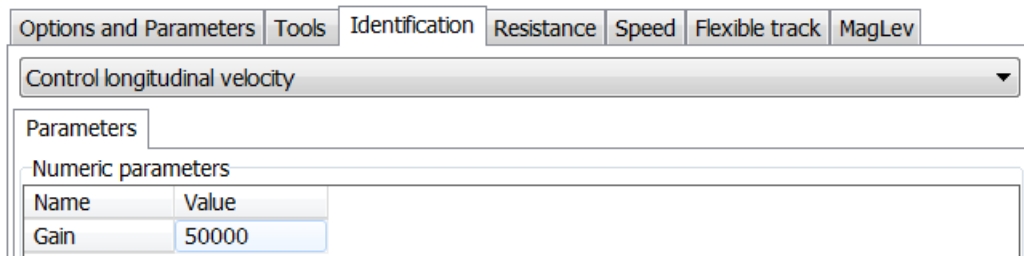 Options and Parameters Tools Identification Resistance Speed Flexible track MagLev
Control longitudinal velocity
Parameters
Numeric parameters
Name Value
Gain 50000